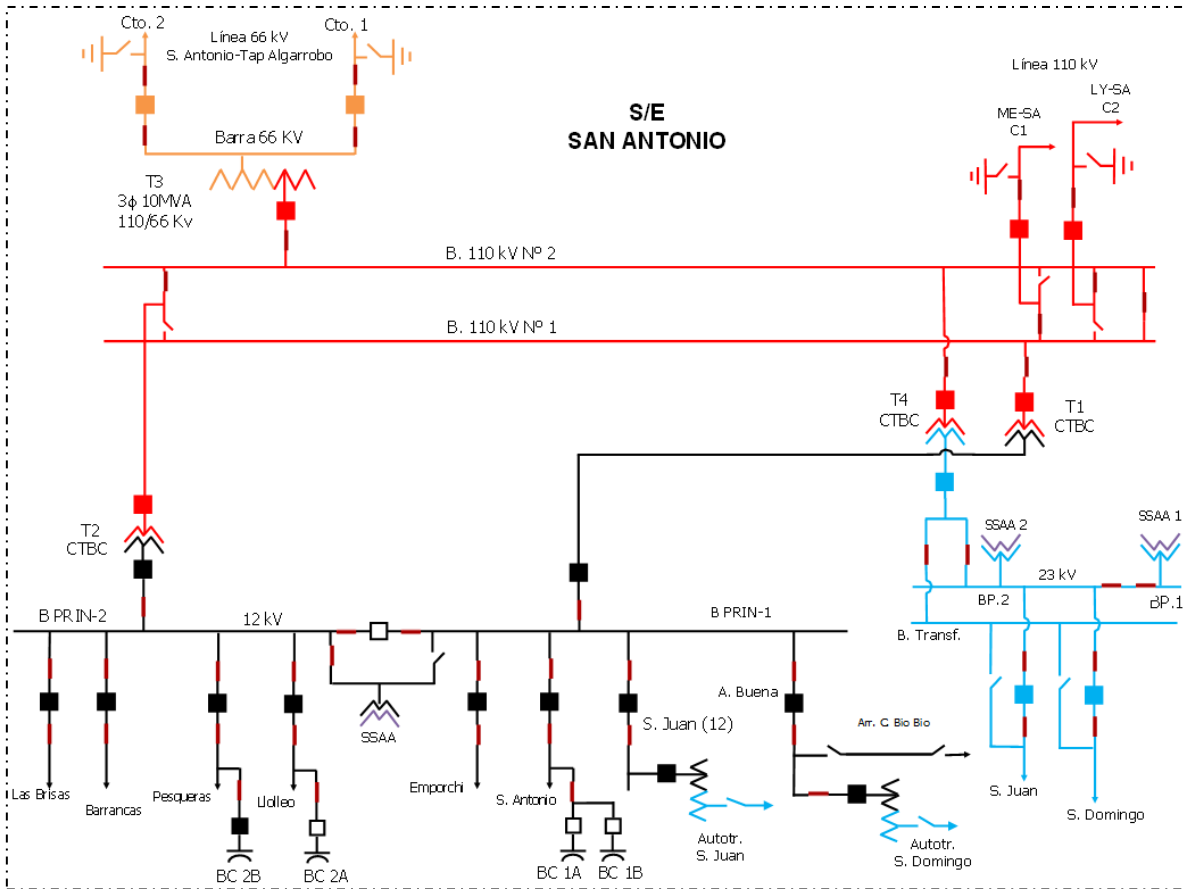 Cto. 2
Cto. 1
Línea 66 kV
S. Antonio-Tap Algarrobo
Línea 110 kV
LY-SA
C2
ME-SA
C1
S/E
SAN ANTONIO
Barra 66 KV
T3
3ϕ 10MVA
110/66 Kv
B. 110 kV Nº 2
B. 110 kV Nº 1
T4
CTBC
T1
CTBC
T2
CTBC
SSAA 2
SSAA 1
23 kV
BP.2
BP.1
B. Transf.
B PRIN-2
12 kV
B PRIN-1
A. Buena
S. Juan (12)
Arr. C. Bio Bio
SSAA
Las Brisas
Barrancas
Pesqueras
Llolleo
Emporchi
S. Antonio
S. Juan
S. Domingo
Autotr.
S. Juan
Autotr.
S. Domingo
BC 2B
BC 2A
BC 1A
BC 1B